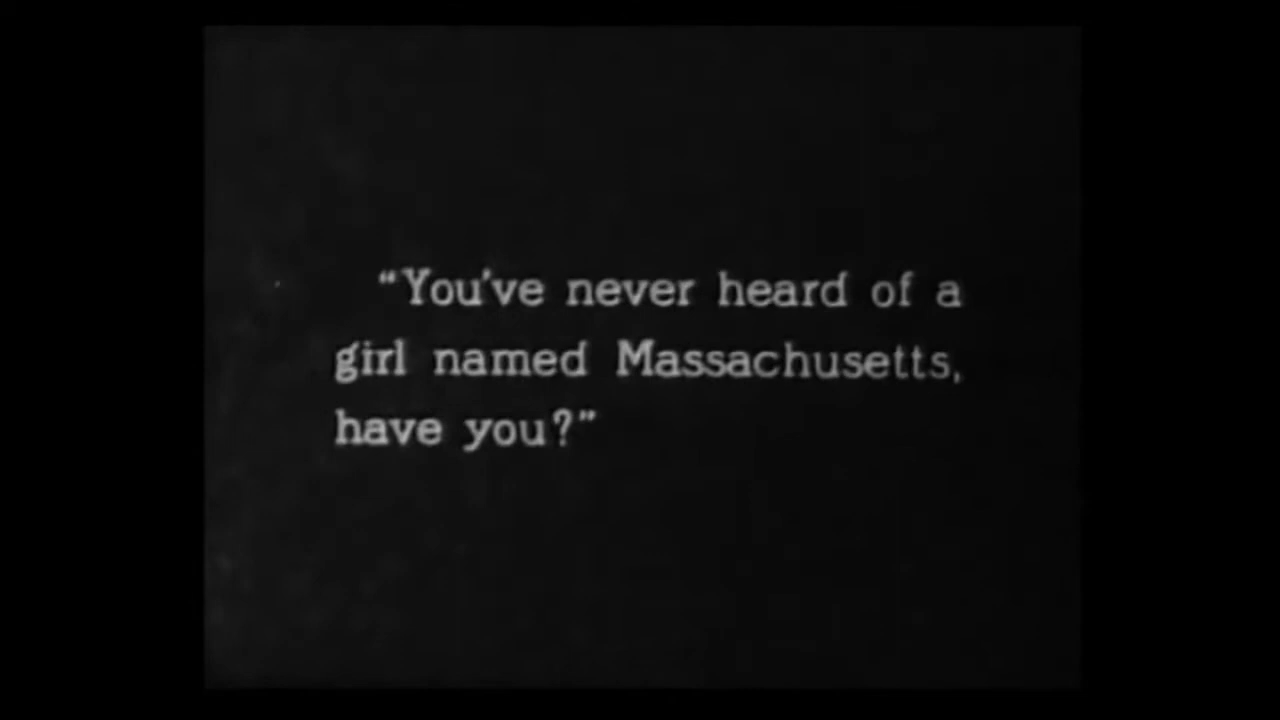 “You’ve never heard of a
girl named Massachusetts,
have you?”